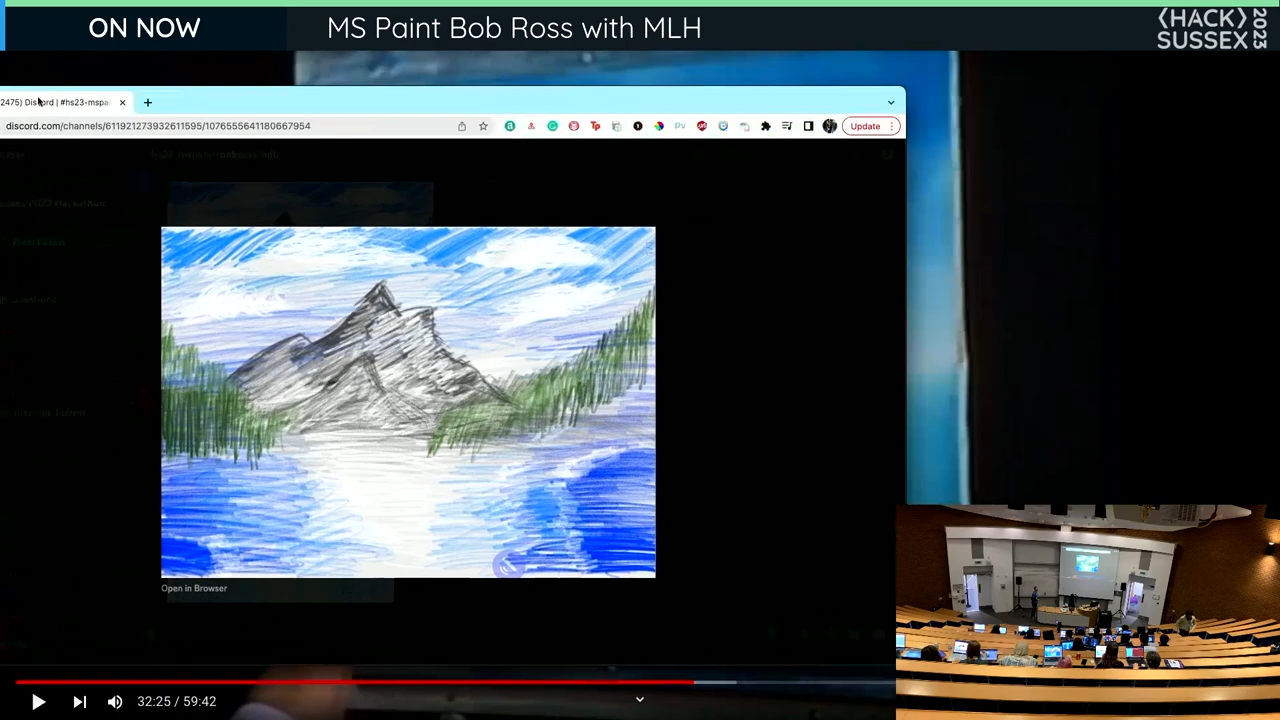 ON NOW
MS Paint Bob Ross with MLH
⟨HACK⟩
SUSSEX
2023
2475) Discord | #hs23-mspa
discord.com/channels/611921273932611595/1076555641180667954
Update
Open in Browser
32:25 / 59:42